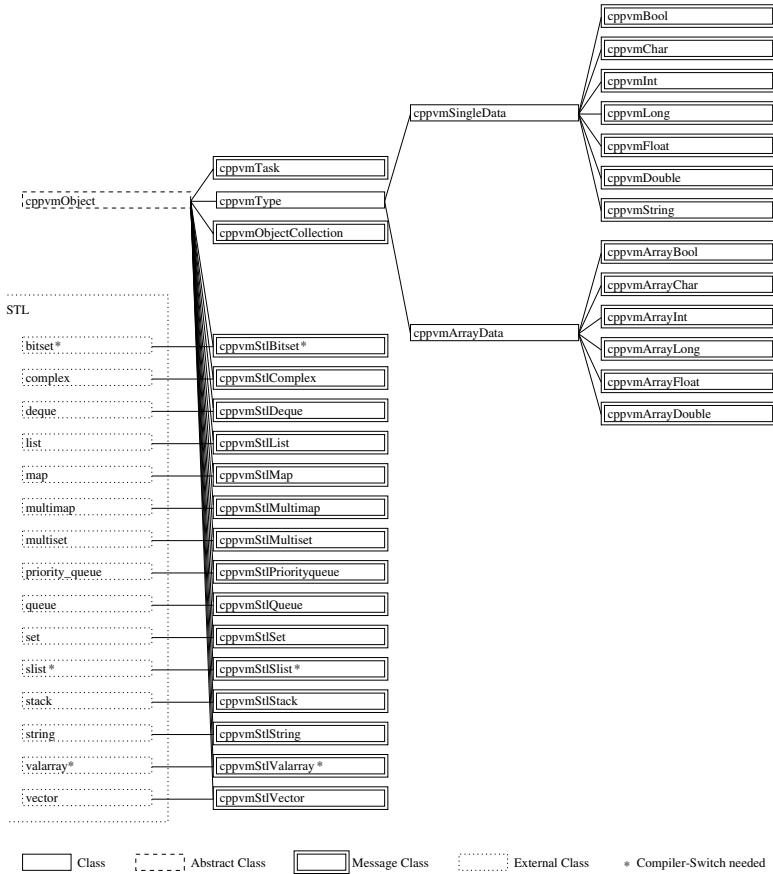 cppvmBool
cppvmChar
cppvmInt
cppvmLong
cppvmFloat
cppvmDouble
cppvmString
cppvmSingleData
cppvmTask
cppvmObject
cppvmType
cppvmObjectCollection
cppvmArrayBool
cppvmArrayChar
cppvmArrayInt
cppvmArrayLong
cppvmArrayFloat
cppvmArrayDouble
cppvmArrayData
STL
bitset* cppvmStlBitset*
complex cppvmStlComplex
deque cppvmStlDeque
list cppvmStlList
map cppvmStlMap
multimap cppvmStlMultimap
multiset cppvmStlMultiset
priority_queue cppvmStlPriorityqueue
queue cppvmStlQueue
set cppvmStlSet
slist* cppvmStlSlist*
stack cppvmStlStack
string cppvmStlString
valarray* cppvmStlValarray*
vector cppvmStlVector
Class Abstract Class Message Class External Class * Compiler-Switch needed